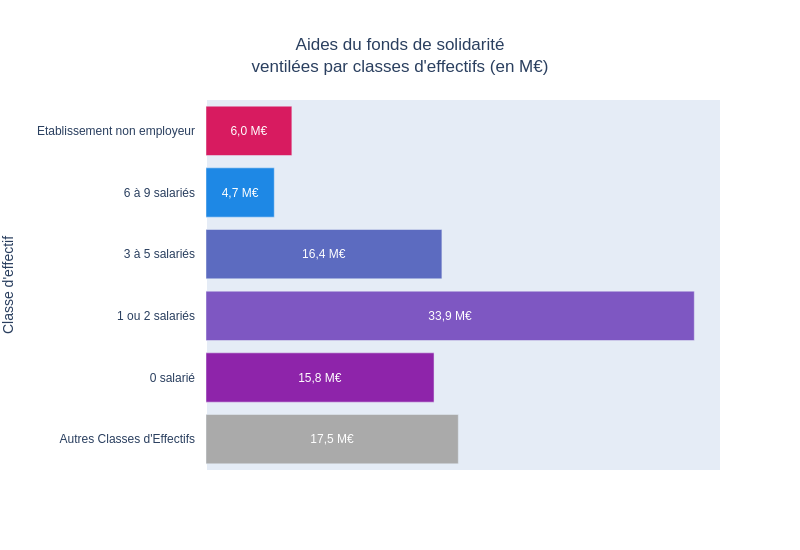 Aides du fonds de solidarité
ventilées par classes d'effectifs (en M€)
Classe d'effectif
Etablissement non employeur
6,0 M€
6 à 9 salariés
4,7 M€
3 à 5 salariés
16,4 M€
1 ou 2 salariés
33,9 M€
0 salarié
15,8 M€
Autres Classes d'Effectifs
17,5 M€